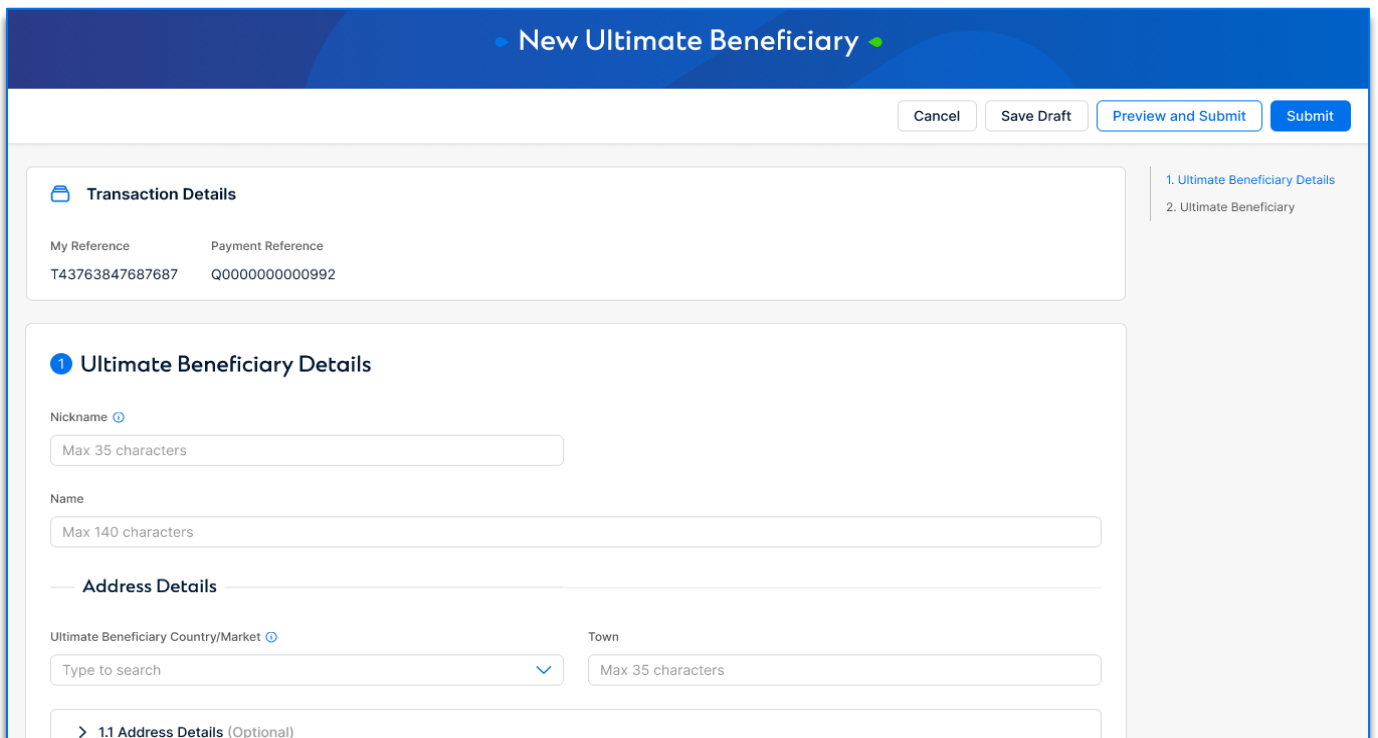 New Ultimate Beneficiary
Cancel Save Draft Preview and Submit Submit
Transaction Details
My Reference Payment Reference
T43763847687687 Q0000000000992
1. Ultimate Beneficiary Details
2. Ultimate Beneficiary
1 Ultimate Beneficiary Details
Nickname
Max 35 characters
Name
Max 140 characters
Address Details
Ultimate Beneficiary Country/Market Town
Type to search Max 35 characters
1.1 Address Details (Optional)